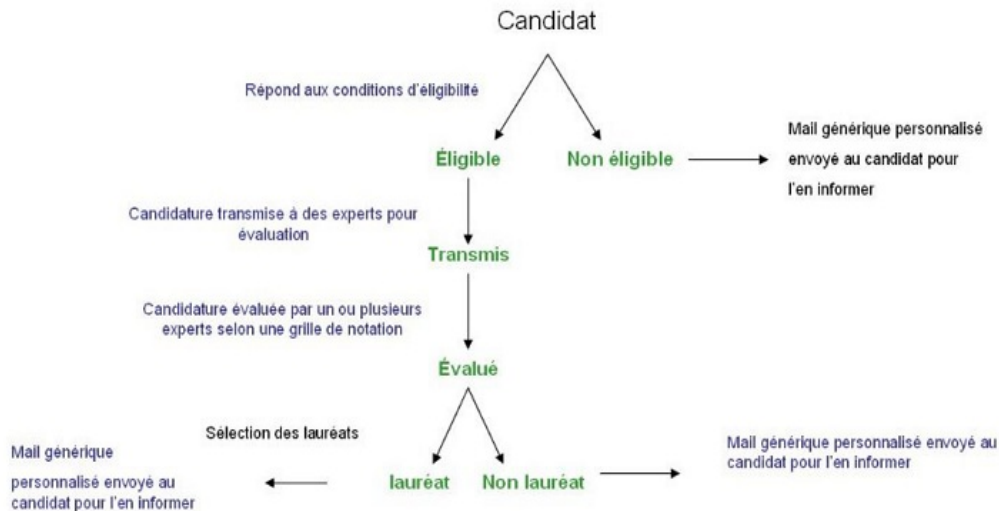 Candidat
Répond aux conditions d'éligibilité
Mail générique personnalisé
envoyé au candidat pour
l'en informer
Éligible
Non éligible
Candidature transmise à des experts pour
évaluation
Transmis
Candidature évaluée par un ou plusieurs
experts selon une grille de notation
Évalué
Sélection des lauréats
Mail générique
personnalisé envoyé au
candidat pour l'en informer
lauréat
Non lauréat
Mail générique personnalisé envoyé au
candidat pour l'en informer